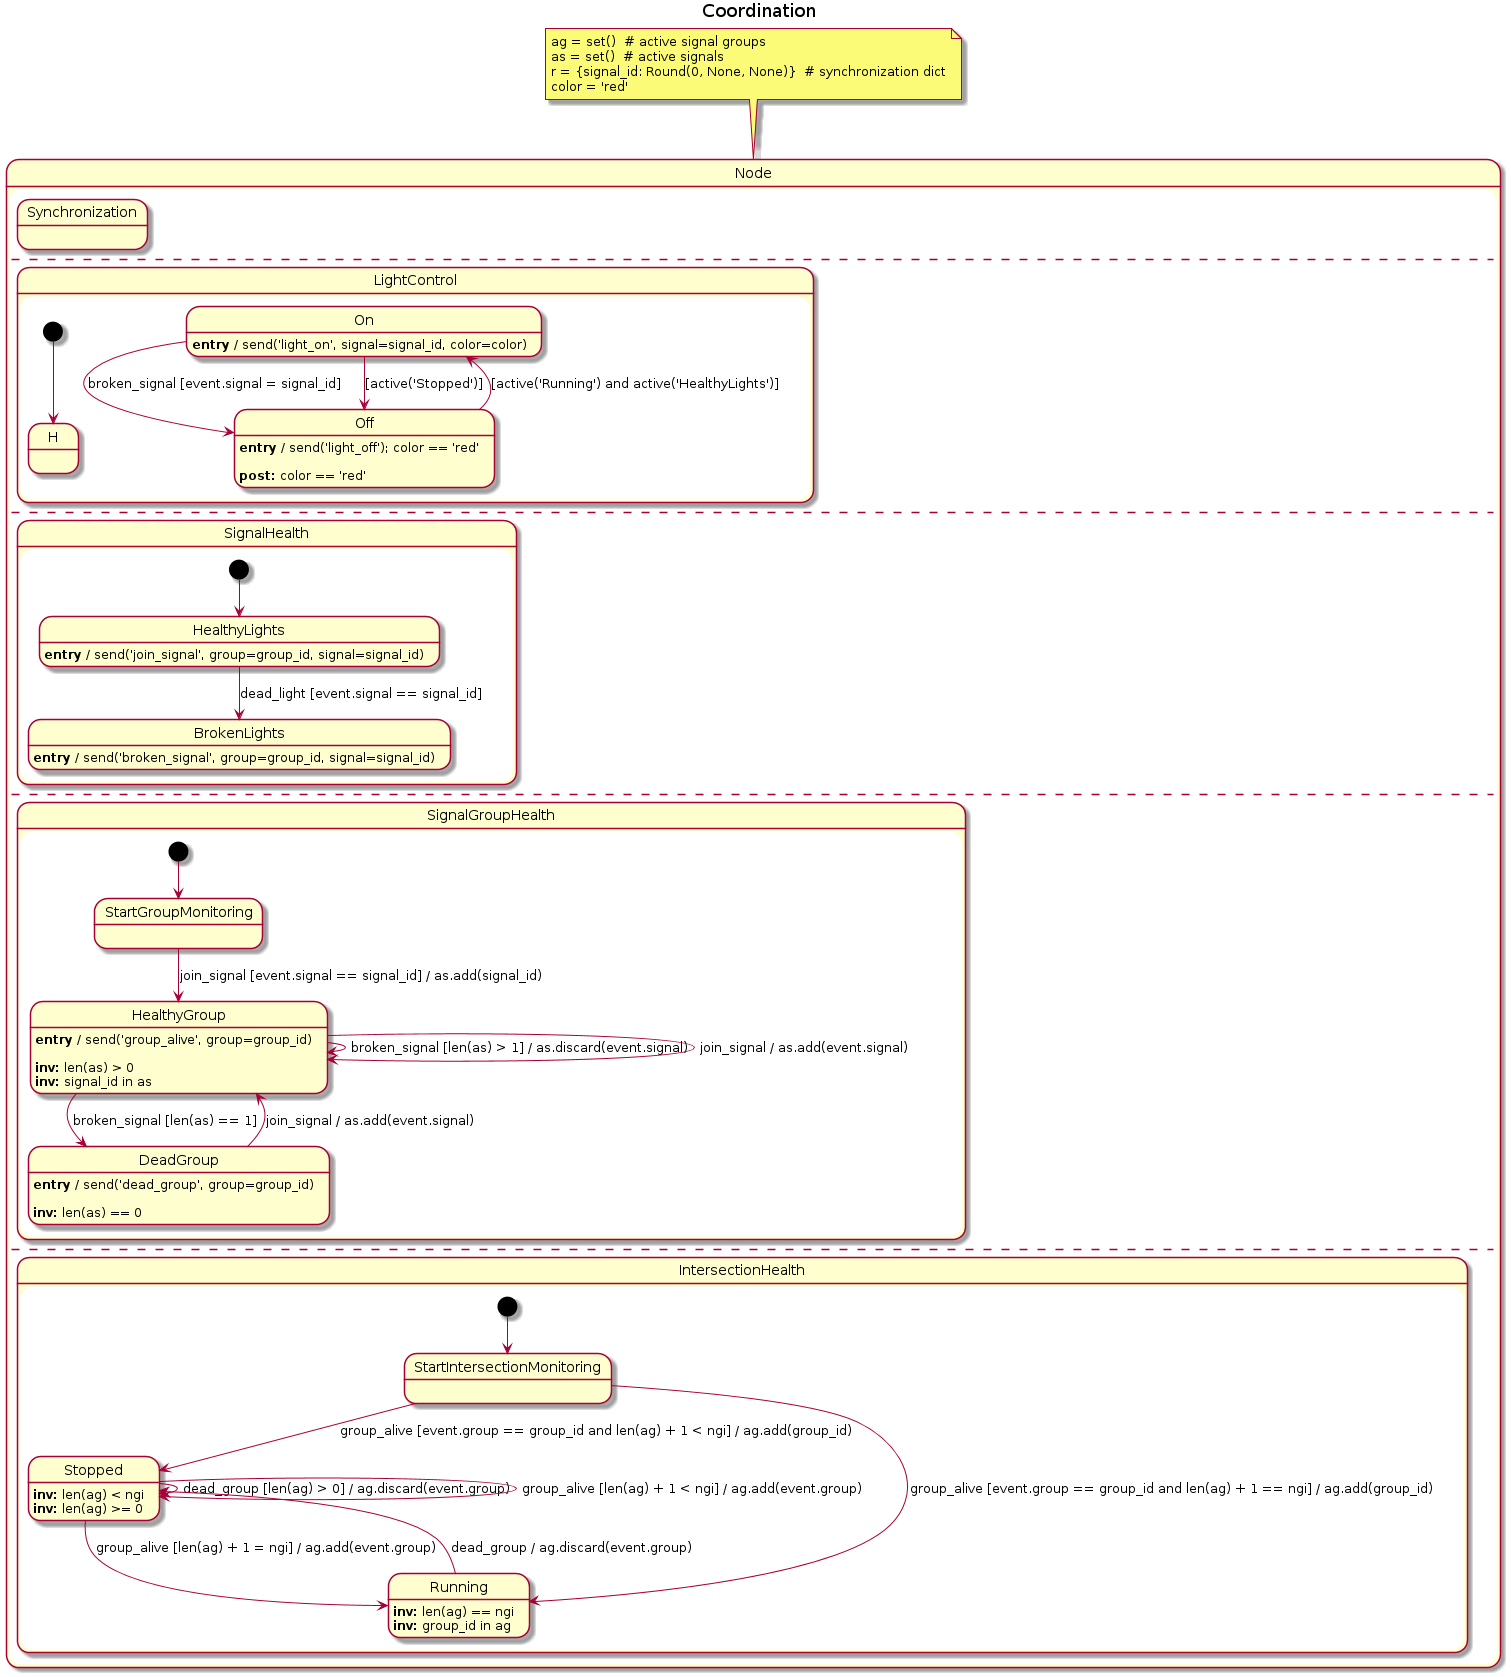 Coordination
ag = set()  # active signal groups
as = set()  # active signals
r = {signal_id: Round(0, None, None)}  # synchronization dict
color = 'red'
Node
Synchronization
LightControl
On
entry / send('light_on', signal=signal_id, color=color)
broken_signal [event.signal = signal_id]
[active('Stopped')]
[active('Running') and active('HealthyLights')]
H
Off
entry / send('light_off'); color == 'red'
post: color == 'red'
SignalHealth
HealthyLights
entry / send('join_signal', group=group_id, signal=signal_id)
dead_light [event.signal == signal_id]
BrokenLights
entry / send('broken_signal', group=group_id, signal=signal_id)
SignalGroupHealth
StartGroupMonitoring
join_signal [event.signal == signal_id] / as.add(signal_id)
HealthyGroup
entry / send('group_alive', group=group_id)
inv: len(as) > 0
inv: signal_id in as
broken_signal [len(as) > 1] / as.discard(event.signal)
join_signal / as.add(event.signal)
broken_signal [len(as) == 1]
join_signal / as.add(event.signal)
DeadGroup
entry / send('dead_group', group=group_id)
inv: len(as) == 0
IntersectionHealth
StartIntersectionMonitoring
group_alive [event.group == group_id and len(ag) + 1 < ngi] / ag.add(group_id)
Stopped
inv: len(ag) < ngi
inv: len(ag) >= 0
dead_group [len(ag) > 0] / ag.discard(event.group)
group_alive [len(ag) + 1 < ngi] / ag.add(event.group)
group_alive [event.group == group_id and len(ag) + 1 == ngi] / ag.add(group_id)
group_alive [len(ag) + 1 = ngi] / ag.add(event.group)
dead_group / ag.discard(event.group)
Running
inv: len(ag) == ngi
inv: group_id in ag